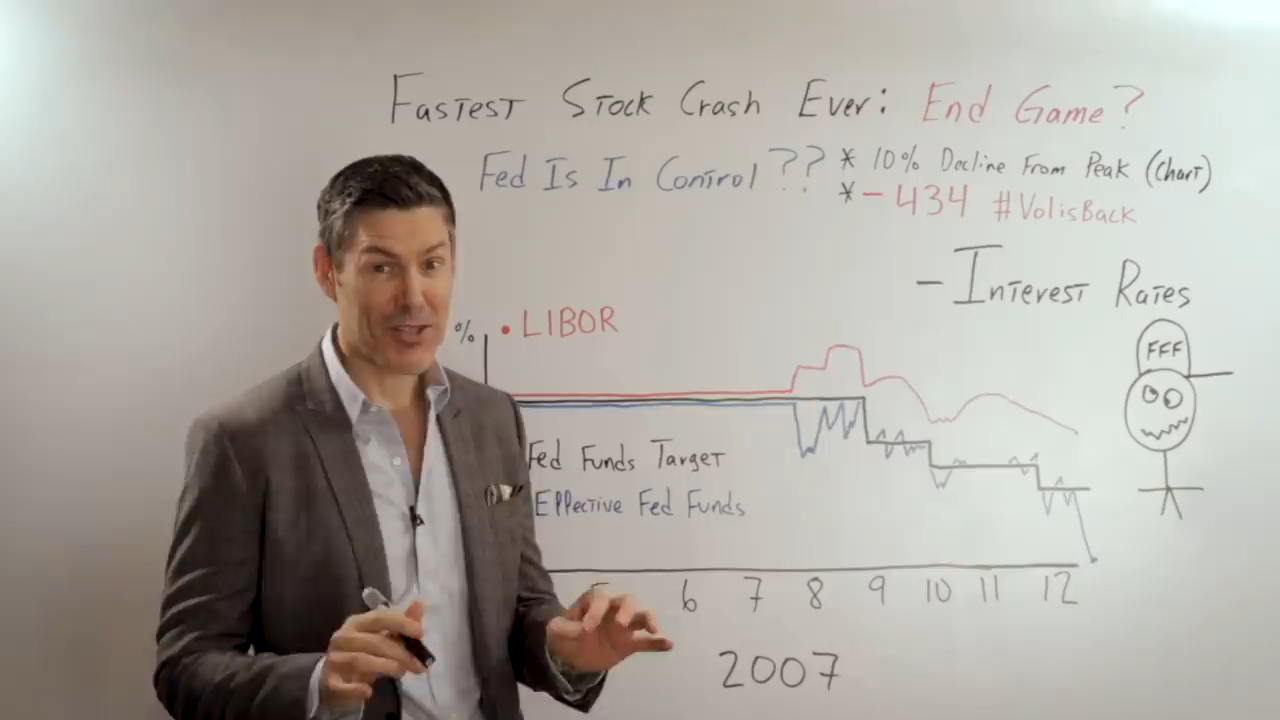 Fastest Stock Crash Ever: End Game?
Fed Is In Control?? * 10% Decline From Peak (Chart)
* -434 #VolisBack
- Interest Rates
% • LIBOR
FFF
Fed Funds Target
Effective Fed Funds
6 7 8 9 10 11 12
2007